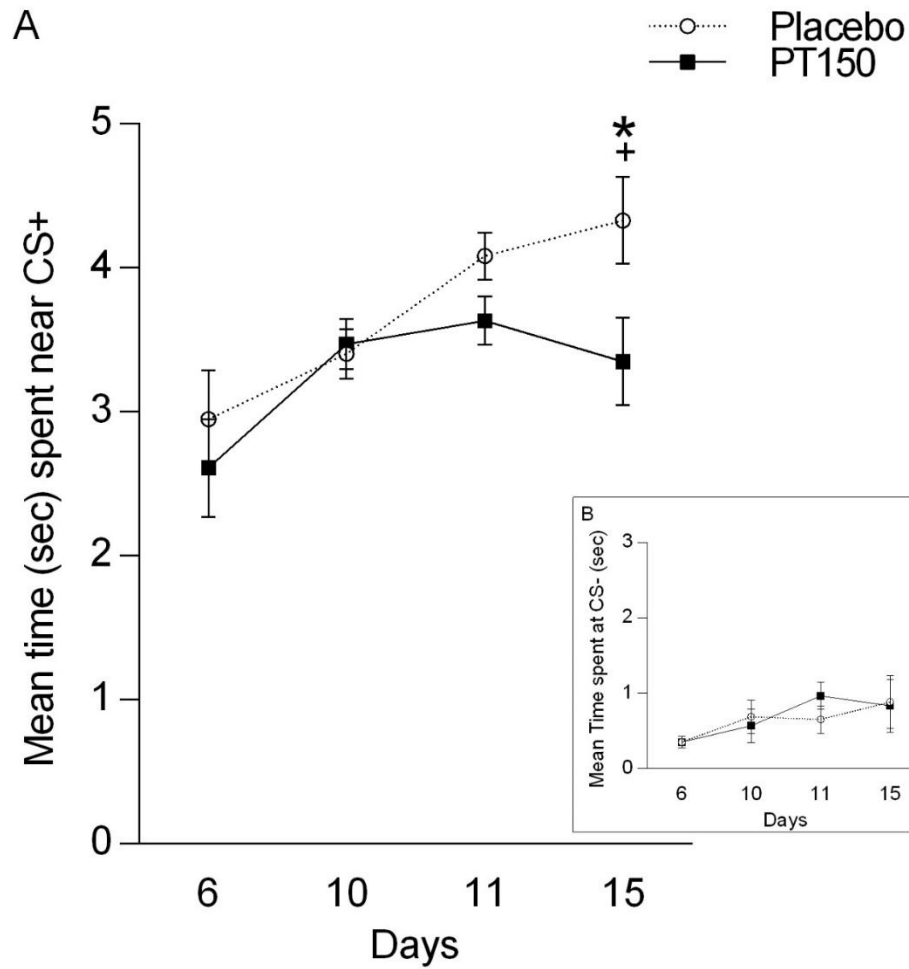 A
Placebo
PT150
Mean time (sec) spent near CS+
5
4
3
2
1
0
*
+
6 10 11 15
Days
B
Mean Time spent at CS- (sec)
3
2
1
0
6 10 11 15
Days